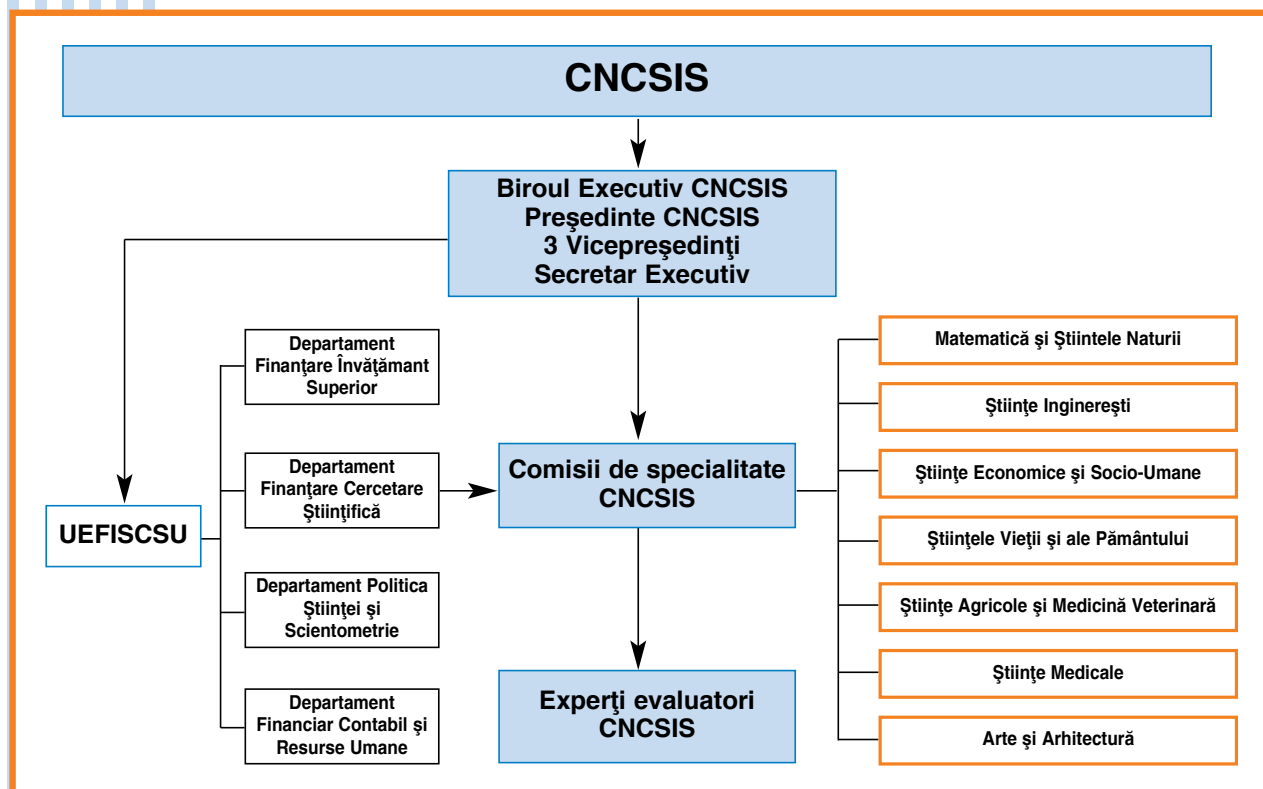 CNCSIS
Biroul Executiv CNCSIS
Preşedinte CNCSIS
3 Vicepreşedinţi
Secretar Executiv
UEFISCSU
Departament
Finanţare Învăţămant
Superior
Departament
Finanţare Cercetare
Ştiinţifică
Departament Politica
Ştiinţei şi
Scientometrie
Departament
Financiar Contabil şi
Resurse Umane
Comisii de specialitate
CNCSIS
Experţi evaluatori
CNCSIS
Matematică şi Ştiintele Naturii
Ştiinţe Inginereşti
Ştiinţe Economice şi Socio-Umane
Ştiinţele Vieţii şi ale Pământului
Ştiinţe Agricole şi Medicină Veterinară
Ştiinţe Medicale
Arte şi Arhitectură